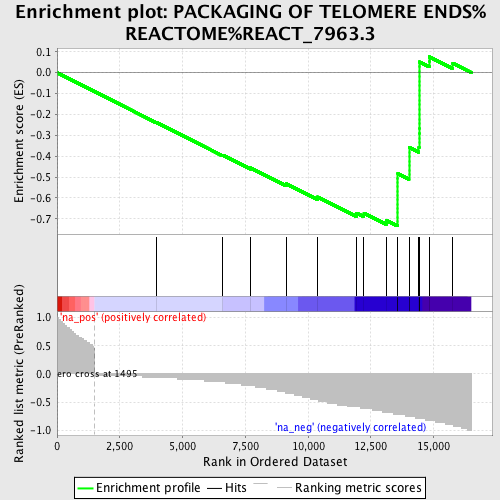 Enrichment plot: PACKAGING OF TELOMERE ENDS%
REACTOME%REACT_7963.3
Enrichment score (ES)
0.1
0.0
-0.1
-0.2
-0.3
-0.4
-0.5
-0.6
-0.7
'na_pos' (positively correlated)
Ranked list metric (PreRanked)
1.0
0.5
0.0
-0.5
-1.0
ero cross at 1495
'na_neg' (negatively correlated)
0 2,500 5,000 7,500 10,000 12,500 15,000
Rank in Ordered Dataset
Enrichment profile Hits Ranking metric scores